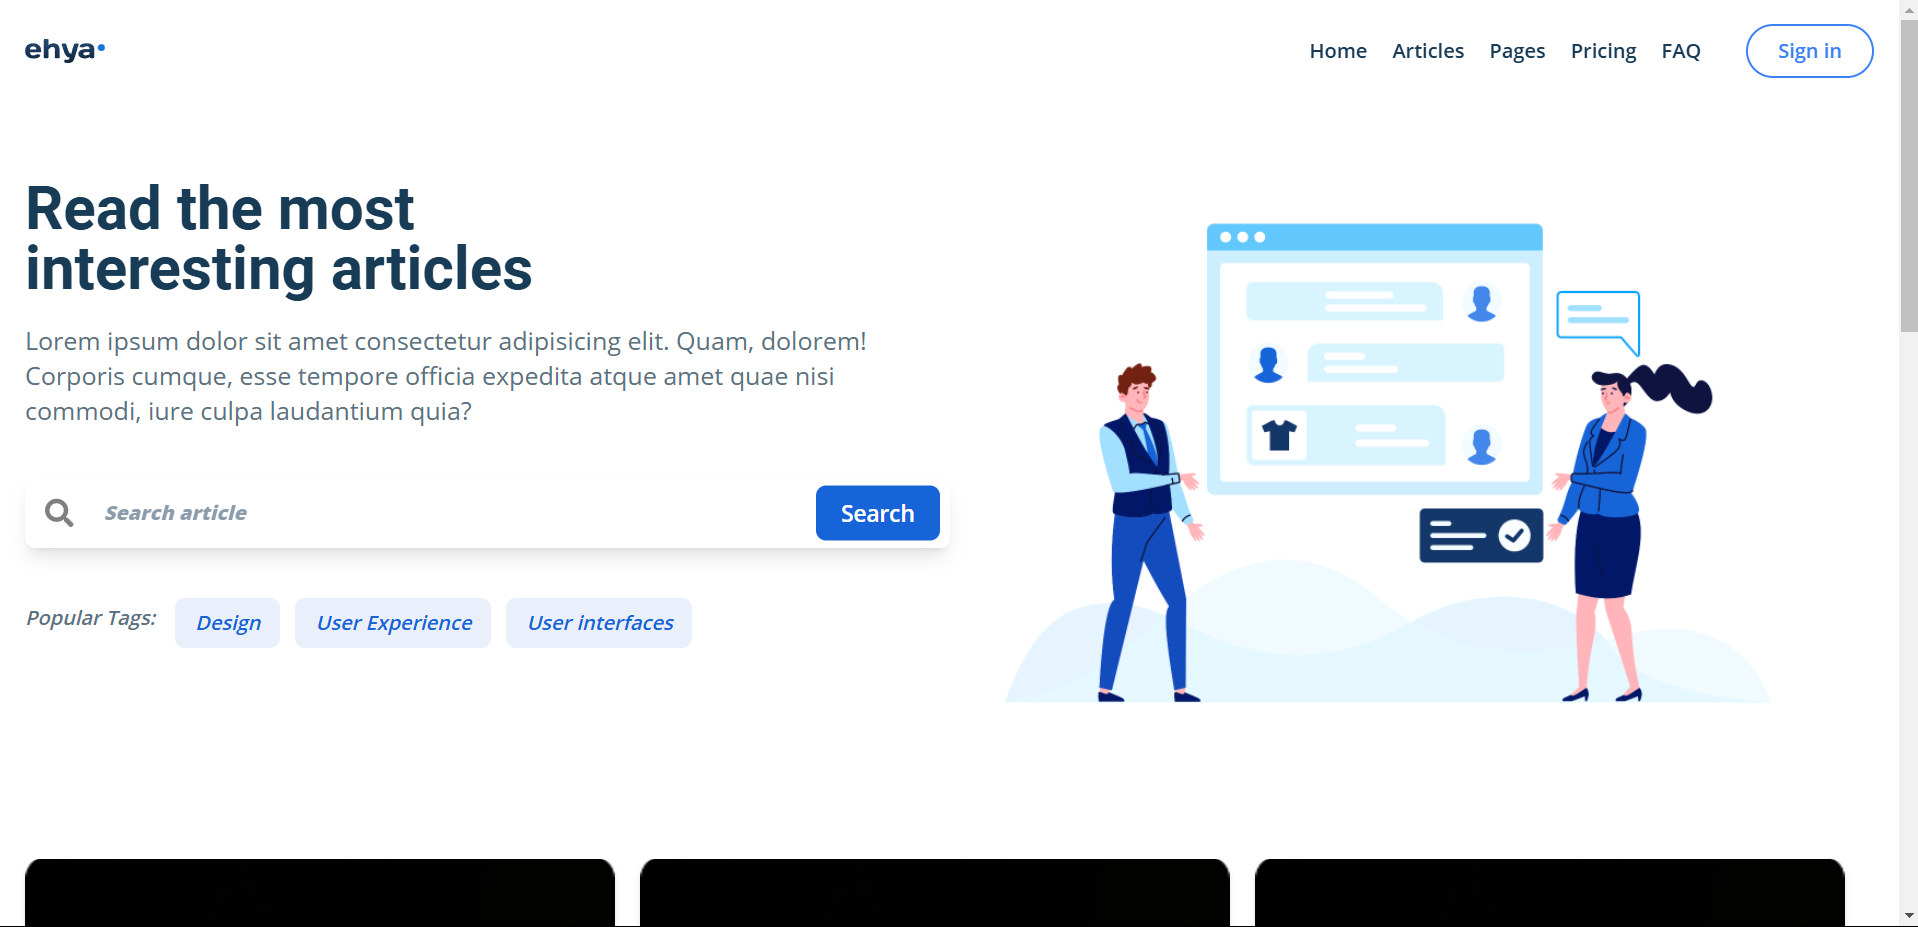 ehya
Home Articles Pages Pricing FAQ Sign in
Read the most
interesting articles
Lorem ipsum dolor sit amet consectetur adipisicing elit. Quam, dolorem!
Corporis cumque, esse tempore officia expedita atque amet quae nisi
commodi, iure culpa laudantium quia?
Search article Search
Popular Tags: Design User Experience User interfaces